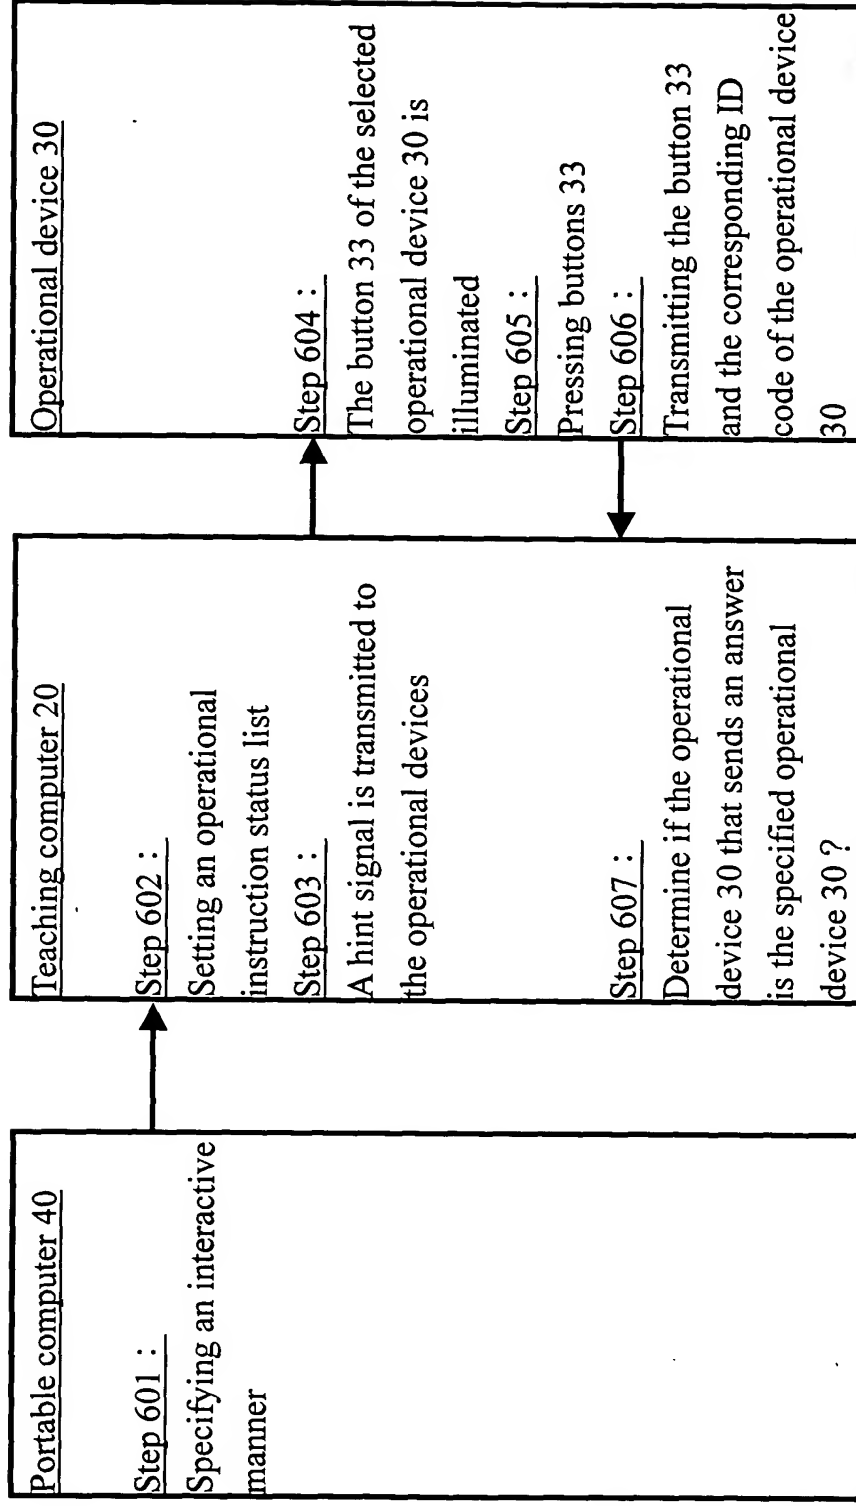 Portable computer 40
Step 601 :
Specifying an interactive
manner
Teaching computer 20
Step 602 :
Setting an operational
instruction status list
Step 603 :
A hint signal is transmitted to
the operational devices
Step 607 :
Determine if the operational
device 30 that sends an answer
is the specified operational
device 30 ?
Operational device 30
Step 604 :
The button 33 of the selected
operational device 30 is
illuminated
Step 605 :
Pressing buttons 33
Step 606 :
Transmitting the button 33
and the corresponding ID
code of the operational device
30